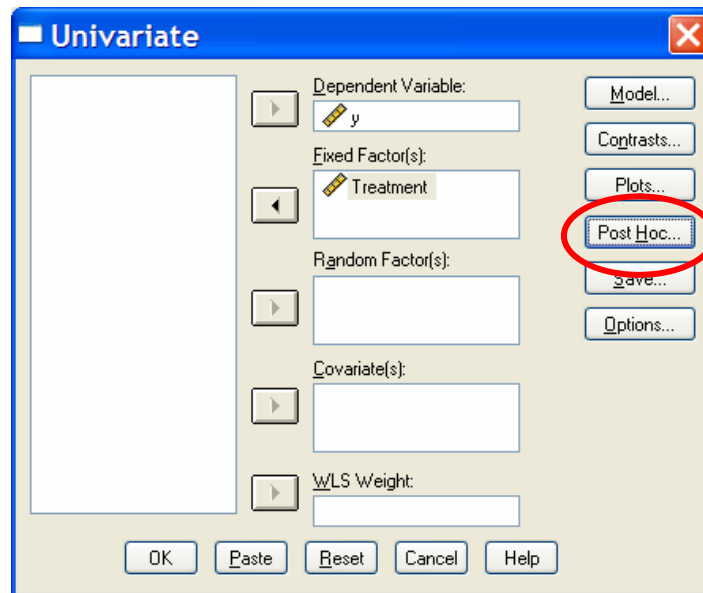 Univariate
Dependent Variable:
y
Fixed Factor(s):
Treatment
Random Factor(s):
Covariate(s):
WLS Weight:
Model...
Contrasts...
Plots...
Post Hoc...
Save...
Options...
OK Paste Reset Cancel Help